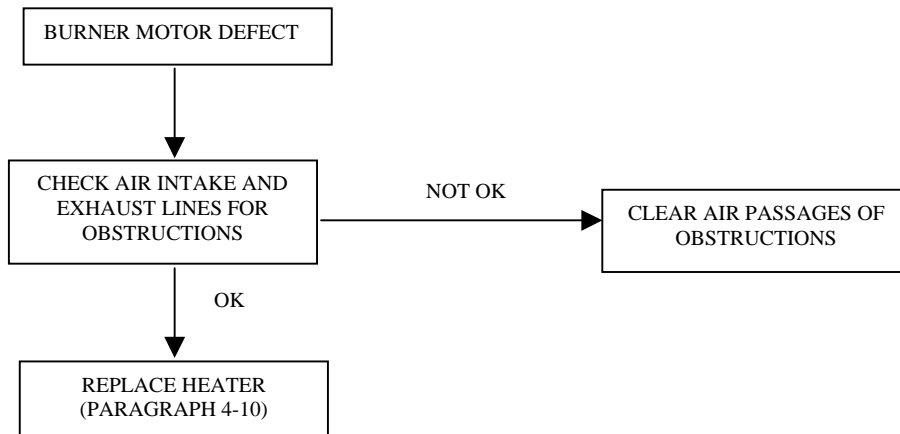 BURNER MOTOR DEFECT
CHECK AIR INTAKE AND
EXHAUST LINES FOR
OBSTRUCTIONS
NOT OK
CLEAR AIR PASSAGES OF
OBSTRUCTIONS
OK
REPLACE HEATER
(PARAGRAPH 4-10)